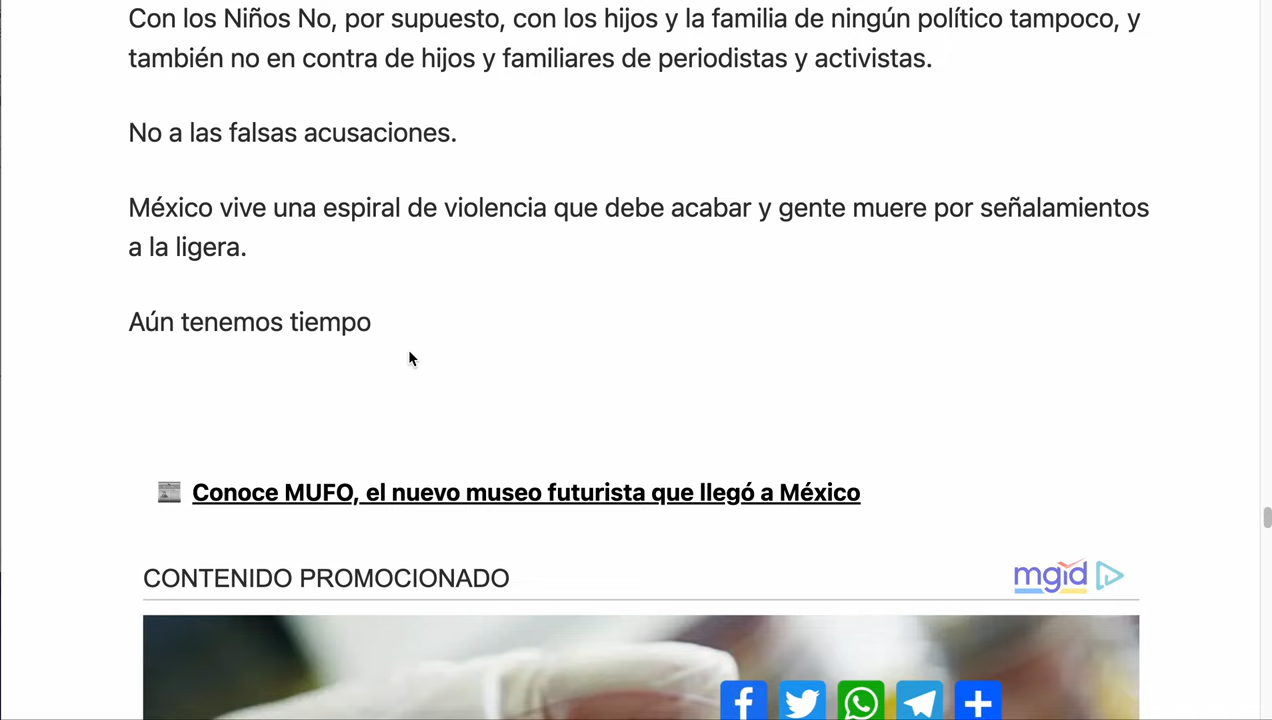 Con los Niños No, por supuesto, con los hijos y la familia de ningún político tampoco, y
también no en contra de hijos y familiares de periodistas y activistas.
No a las falsas acusaciones.
México vive una espiral de violencia que debe acabar y gente muere por señalamientos
a la ligera.
Aún tenemos tiempo
Conoce MUFO, el nuevo museo futurista que llegó a México
CONTENIDO PROMOCIONADO
mgid